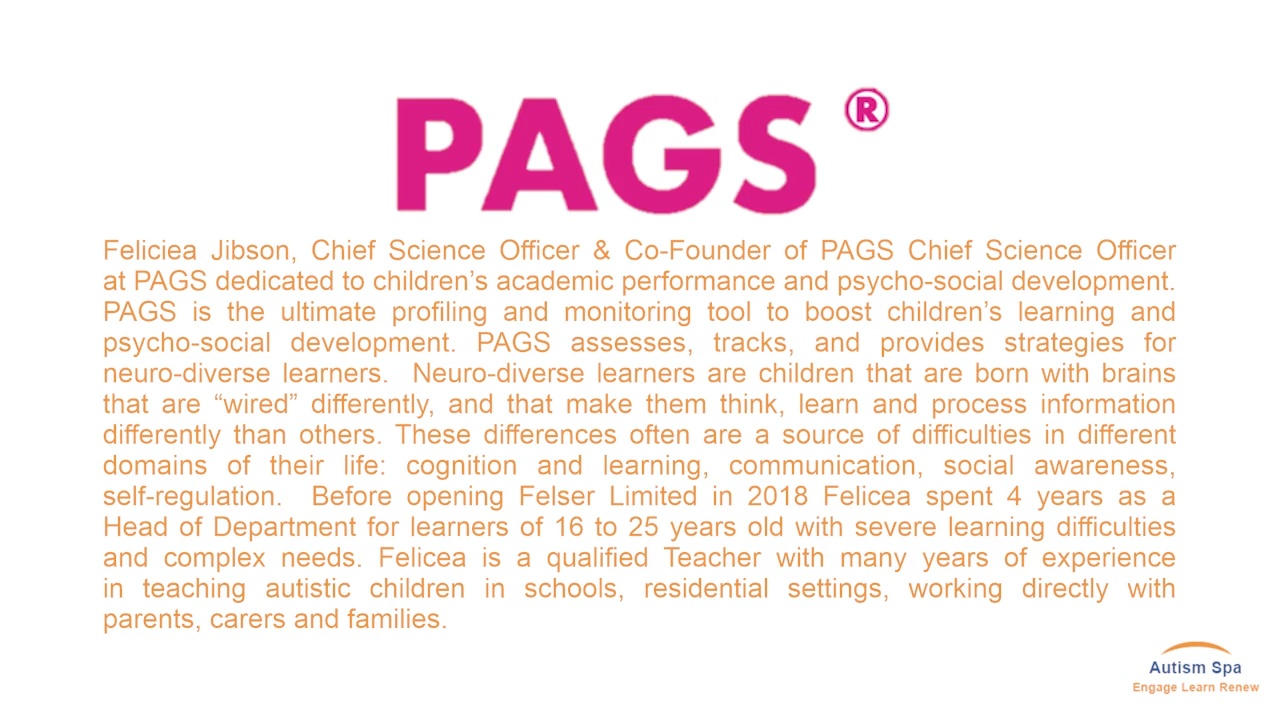 PAGS ®
Feliciea Jibson, Chief Science Officer & Co-Founder of PAGS Chief Science Officer
at PAGS dedicated to children’s academic performance and psycho-social development.
PAGS is the ultimate profiling and monitoring tool to boost children’s learning and
psycho-social development. PAGS assesses, tracks, and provides strategies for
neuro-diverse learners.  Neuro-diverse learners are children that are born with brains
that are “wired” differently, and that make them think, learn and process information
differently than others. These differences often are a source of difficulties in different
domains of their life: cognition and learning, communication, social awareness,
self-regulation.  Before opening Felser Limited in 2018 Felicea spent 4 years as a
Head of Department for learners of 16 to 25 years old with severe learning difficulties
and complex needs. Felicea is a qualified Teacher with many years of experience
in teaching autistic children in schools, residential settings, working directly with
parents, carers and families.
Autism Spa
Engage Learn Renew